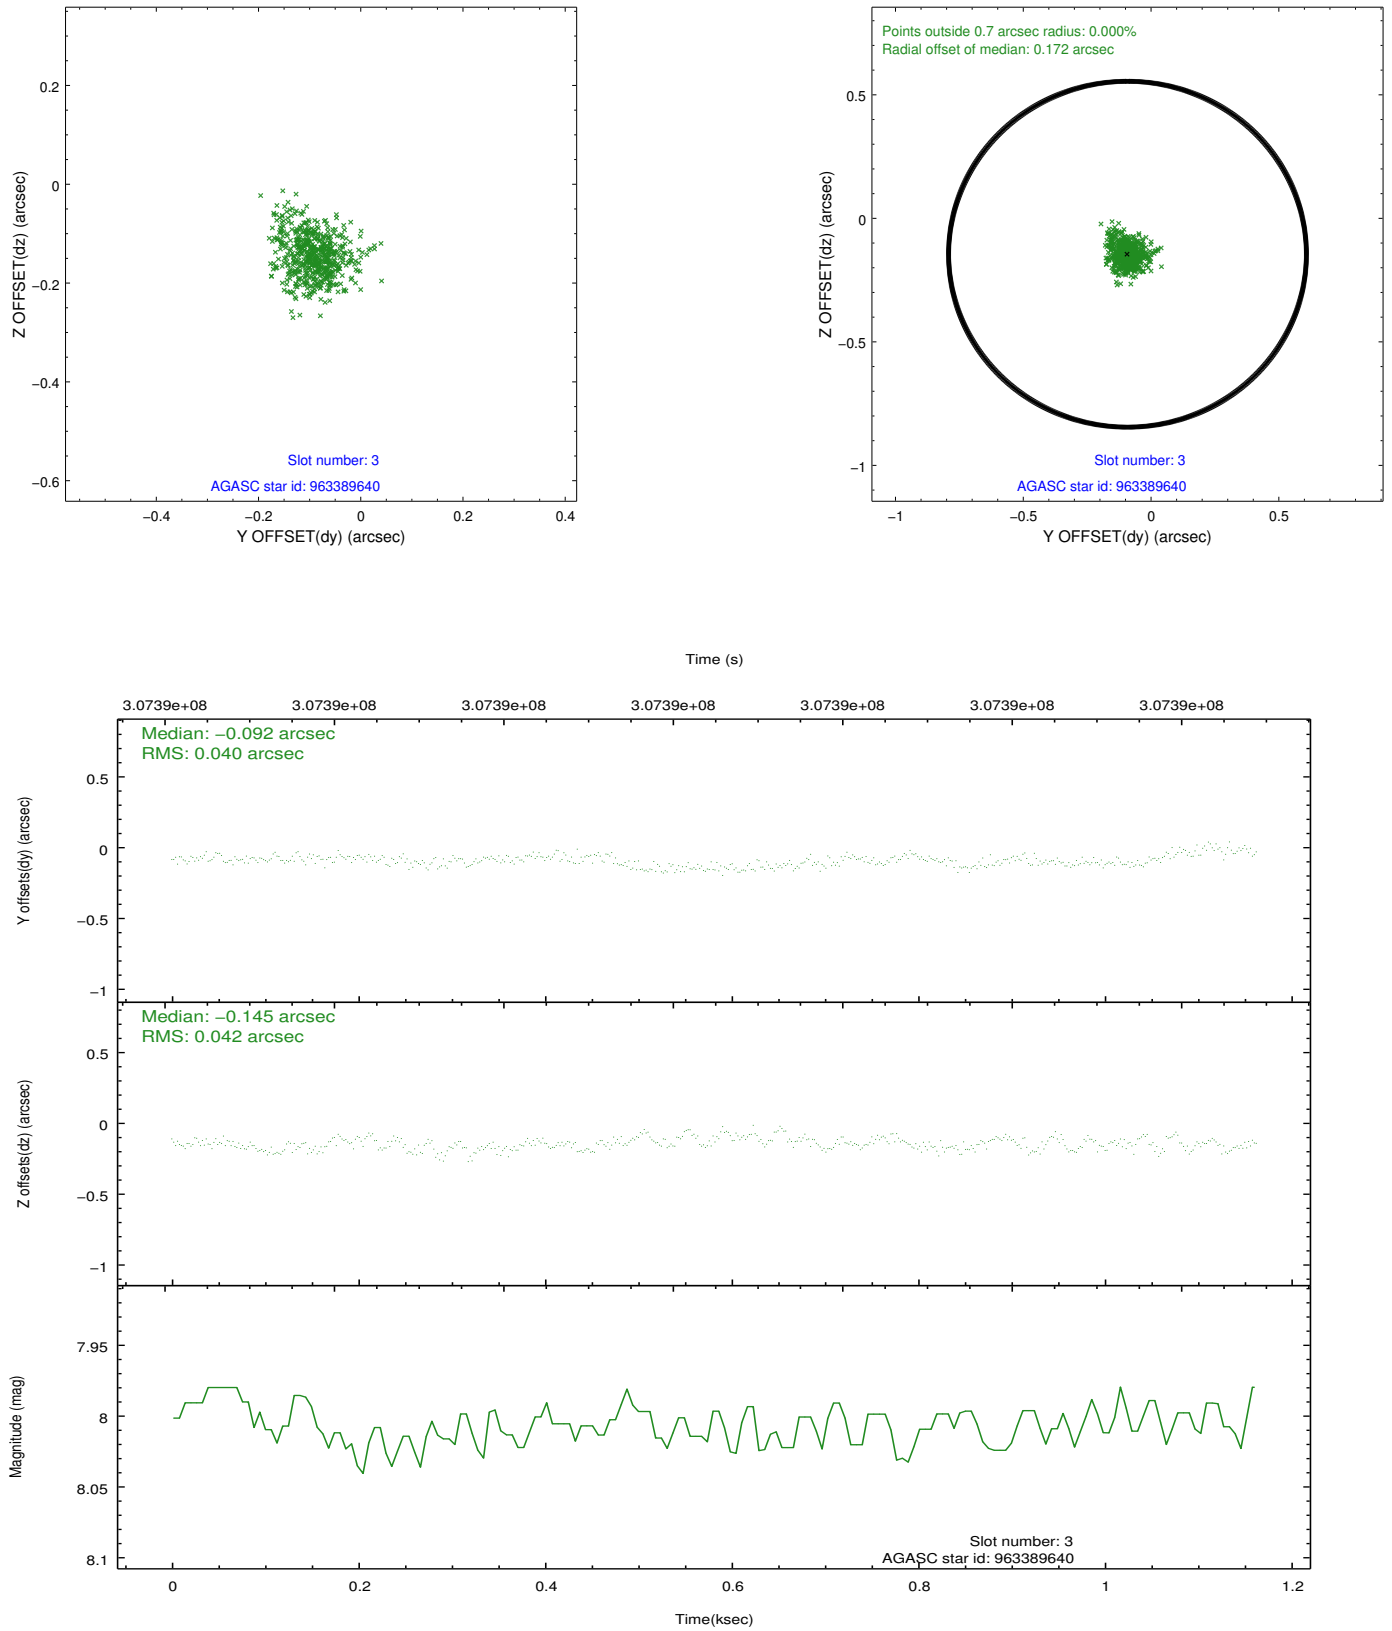 0.2
0
−0.2
−0.4
−0.6
Z OFFSET(dz) (arcsec)
Slot number: 3
AGASC star id: 963389640
−0.4
−0.2
0
0.2
0.4
Y OFFSET(dy) (arcsec)
Points outside 0.7 arcsec radius: 0.000%
Radial offset of median: 0.172 arcsec
0.5
0
−0.5
−1
Z OFFSET(dz) (arcsec)
Slot number: 3
AGASC star id: 963389640
−1
−0.5
0
0.5
Y OFFSET(dy) (arcsec)
Time (s)
3.0739e+08
3.0739e+08
3.0739e+08
3.0739e+08
3.0739e+08
3.0739e+08
3.0739e+08
Median: −0.092 arcsec
RMS: 0.040 arcsec
0.5
0
−0.5
−1
Y offsets(dy) (arcsec)
Median: −0.145 arcsec
RMS: 0.042 arcsec
0.5
0
−0.5
−1
Z offsets(dz) (arcsec)
7.95
8
8.05
8.1
Magnitude (mag)
Slot number: 3
AGASC star id: 963389640
0
0.2
0.4
0.6
0.8
1
1.2
Time(ksec)